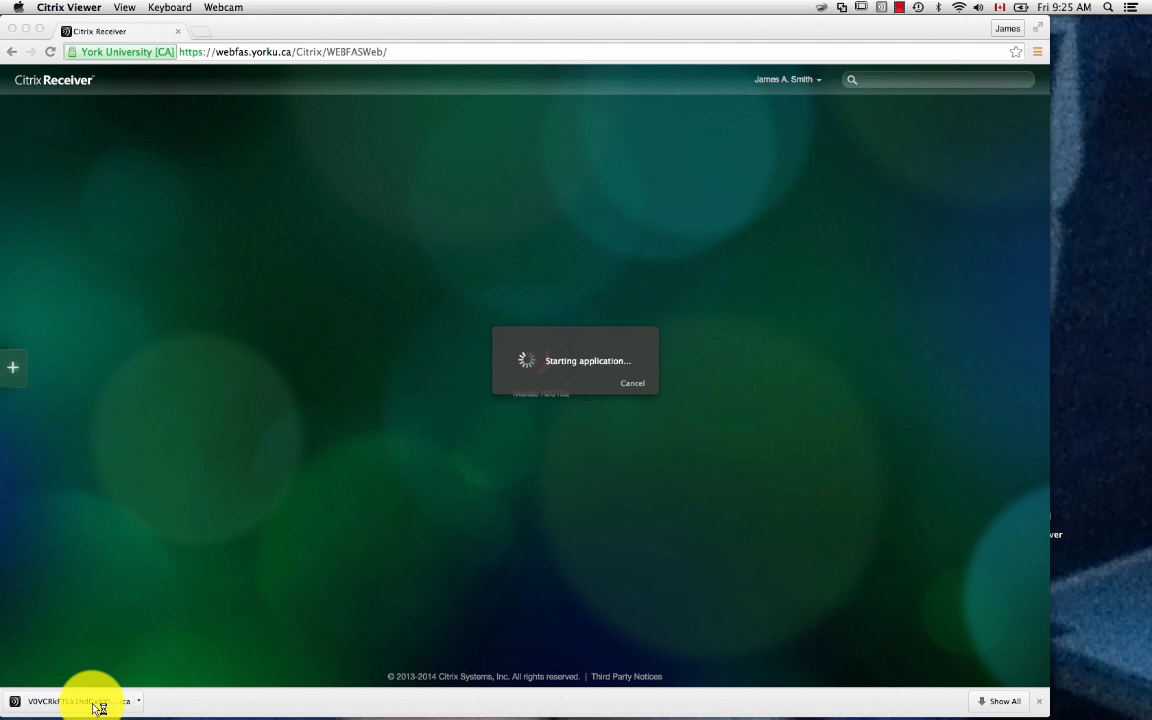 Citrix Viewer View Keyboard Webcam Fri 9:25 AM
Citrix Receiver James
York University [CA] https://webfas.yorku.ca/Citrix/WEBFASWeb/
Citrix Receiver James A. Smith
Starting application...
Cancel
ver
© 2013-2014 Citrix Systems, Inc. All rights reserved. | Third Party Notices
Show All